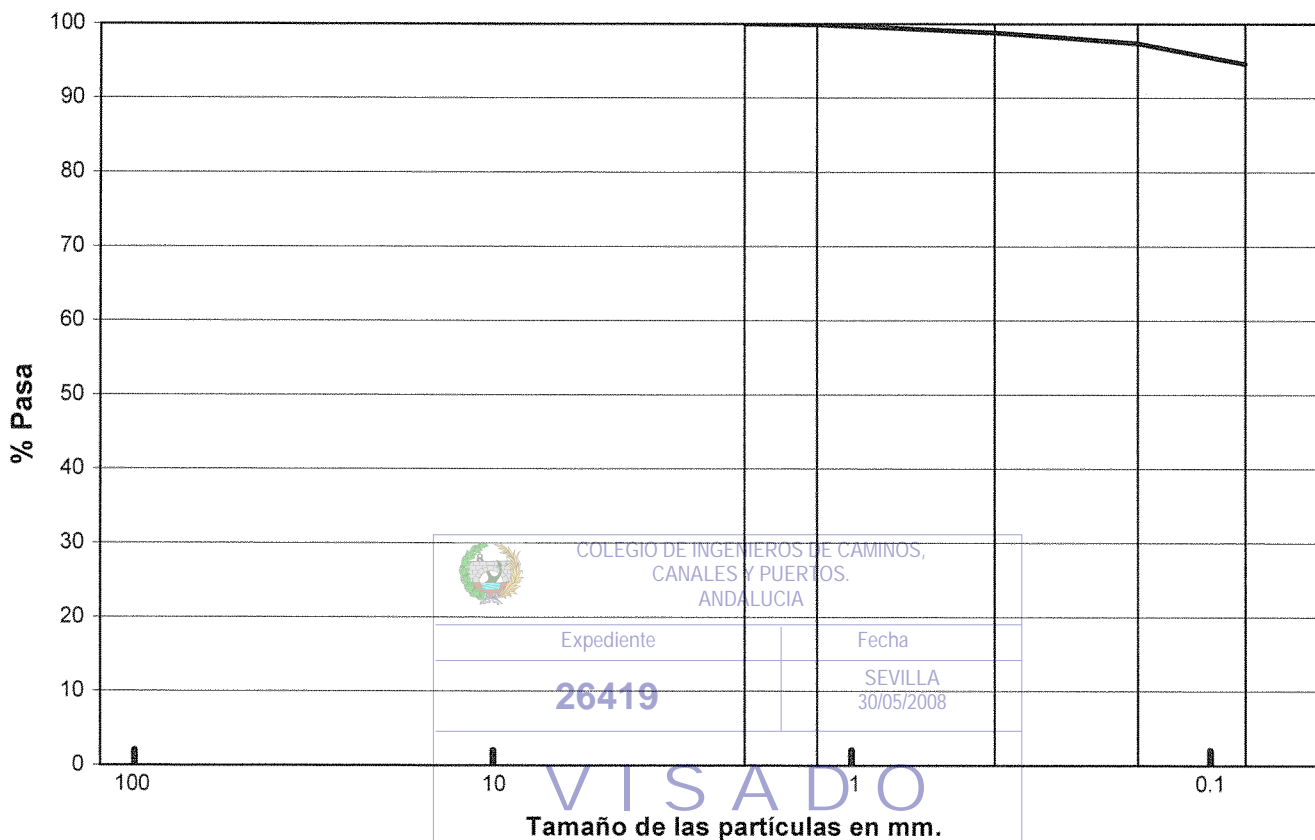 100
90
80
70
60
50
40
30
20
10
0
% Pasa
COLEGIO DE INGENIEROS DE CAMINOS,
CANALES Y PUERTOS.
ANDALUCIA
Expediente Fecha
26419 SEVILLA
30/05/2008
100 10 1 0.1
VISADO
Tamaño de las partículas en mm.